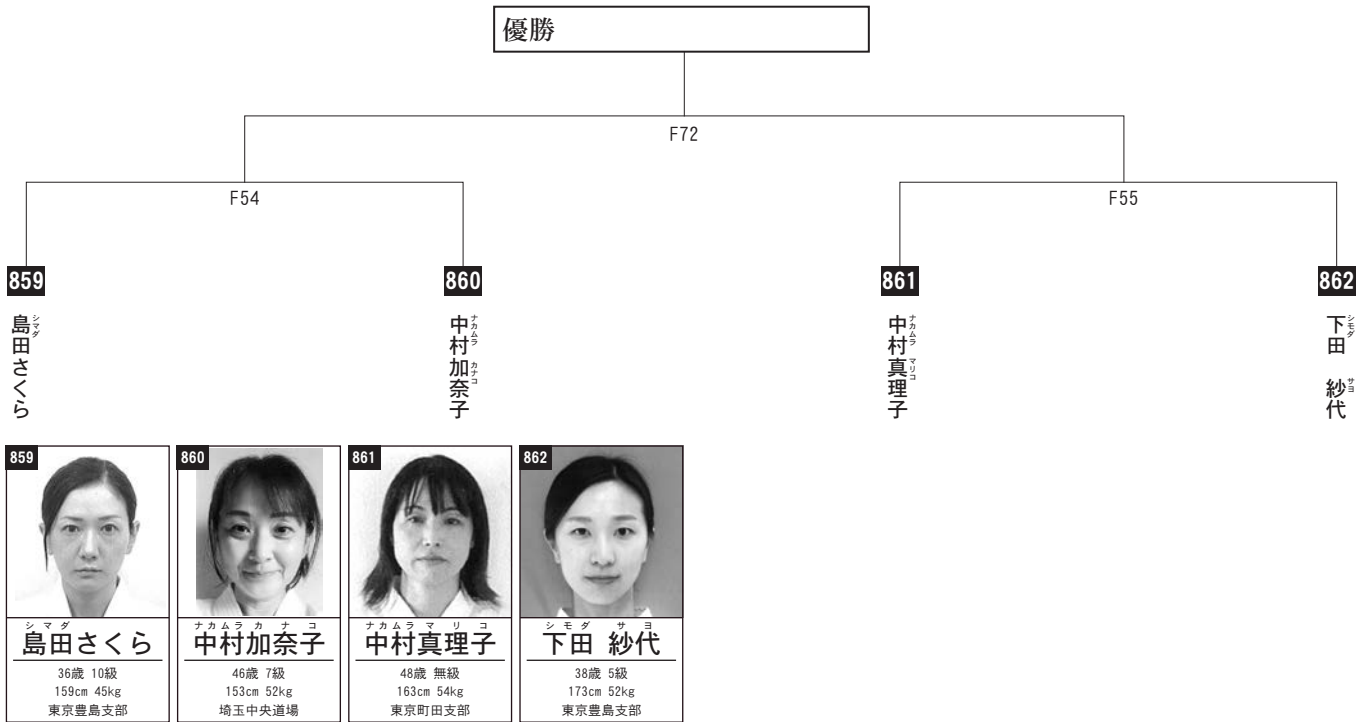 優勝
F72
F54
F55
859
860
861
862
シマダ
島田さくら
ナカムラ カナコ
中村加奈子
ナカムラ マリコ
中村真理子
シモダ サヨ
下田 紗代
859
シマダ
島田さくら
36歳 10級
159cm 45kg
東京豊島支部
860
ナカムラ カナコ
中村加奈子
46歳 7級
153cm 52kg
埼玉中央道場
861
ナカムラ マリコ
中村真理子
48歳 無級
163cm 54kg
東京町田支部
862
シモダ サヨ
下田 紗代
38歳 5級
173cm 52kg
東京豊島支部